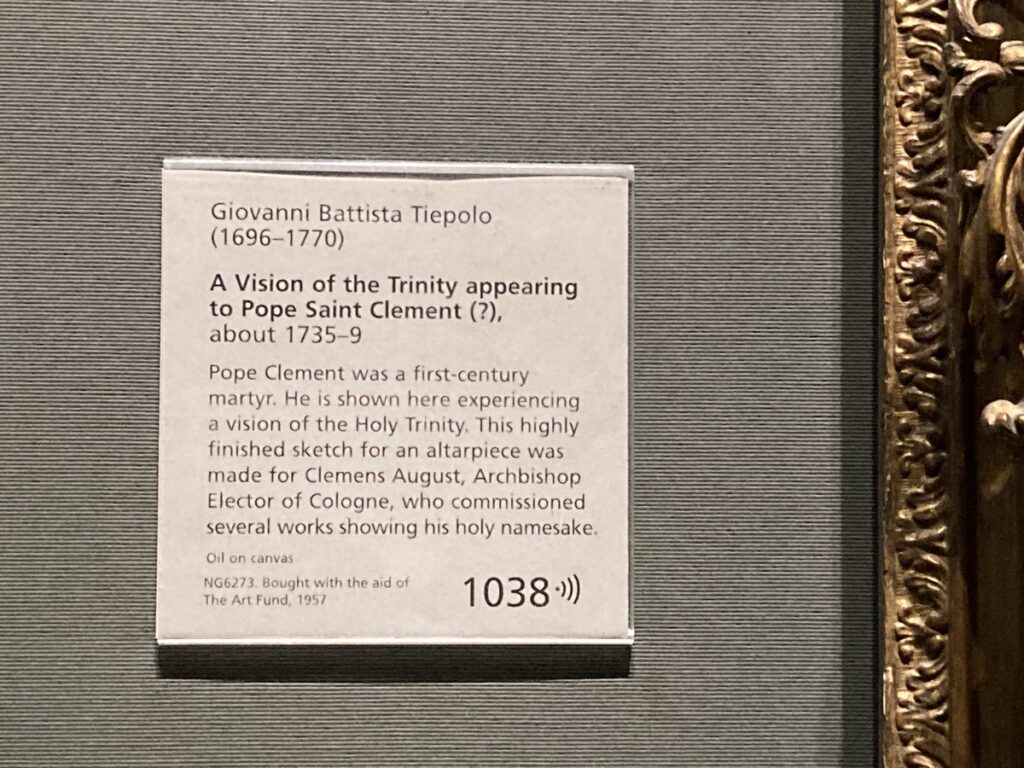 Giovanni Battista Tiepolo
(1696–1770)
A Vision of the Trinity appearing
to Pope Saint Clement (?),
about 1735–9
Pope Clement was a first-century
martyr. He is shown here experiencing
a vision of the Holy Trinity. This highly
finished sketch for an altarpiece was
made for Clemens August, Archbishop
Elector of Cologne, who commissioned
several works showing his holy namesake.
Oil on canvas
NG6273. Bought with the aid of
The Art Fund, 1957
1038